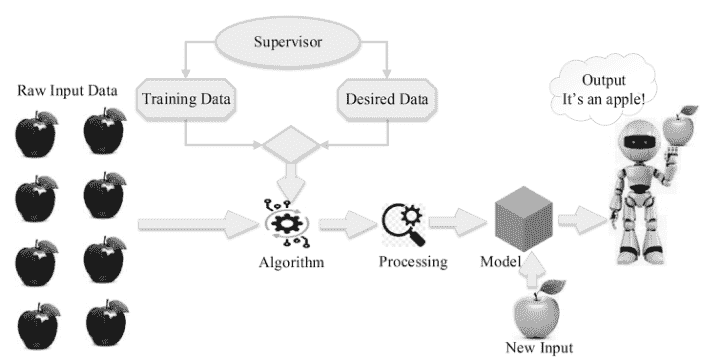 Supervisor
Raw Input Data
Training Data
Desired Data
Output
It's an apple!
Algorithm
Processing
Model
New Input